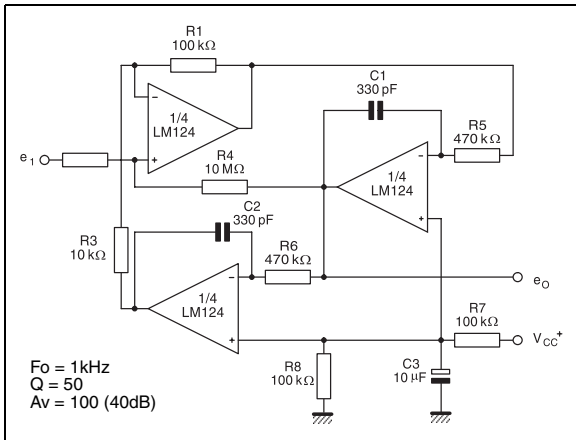 R1
100 kΩ
C1
330 pF
R5
470 kΩ
-
1/4
LM124
+
e1
R4
10 MΩ
-
1/4
LM124
+
C2
330 pF
R3
10 kΩ
R6
470 kΩ
-
1/4
LM124
+
eO
R7
100 kΩ
VCC+
R8
100 kΩ
C3
10 µF
Fo = 1kHz
Q = 50
Av = 100 (40dB)